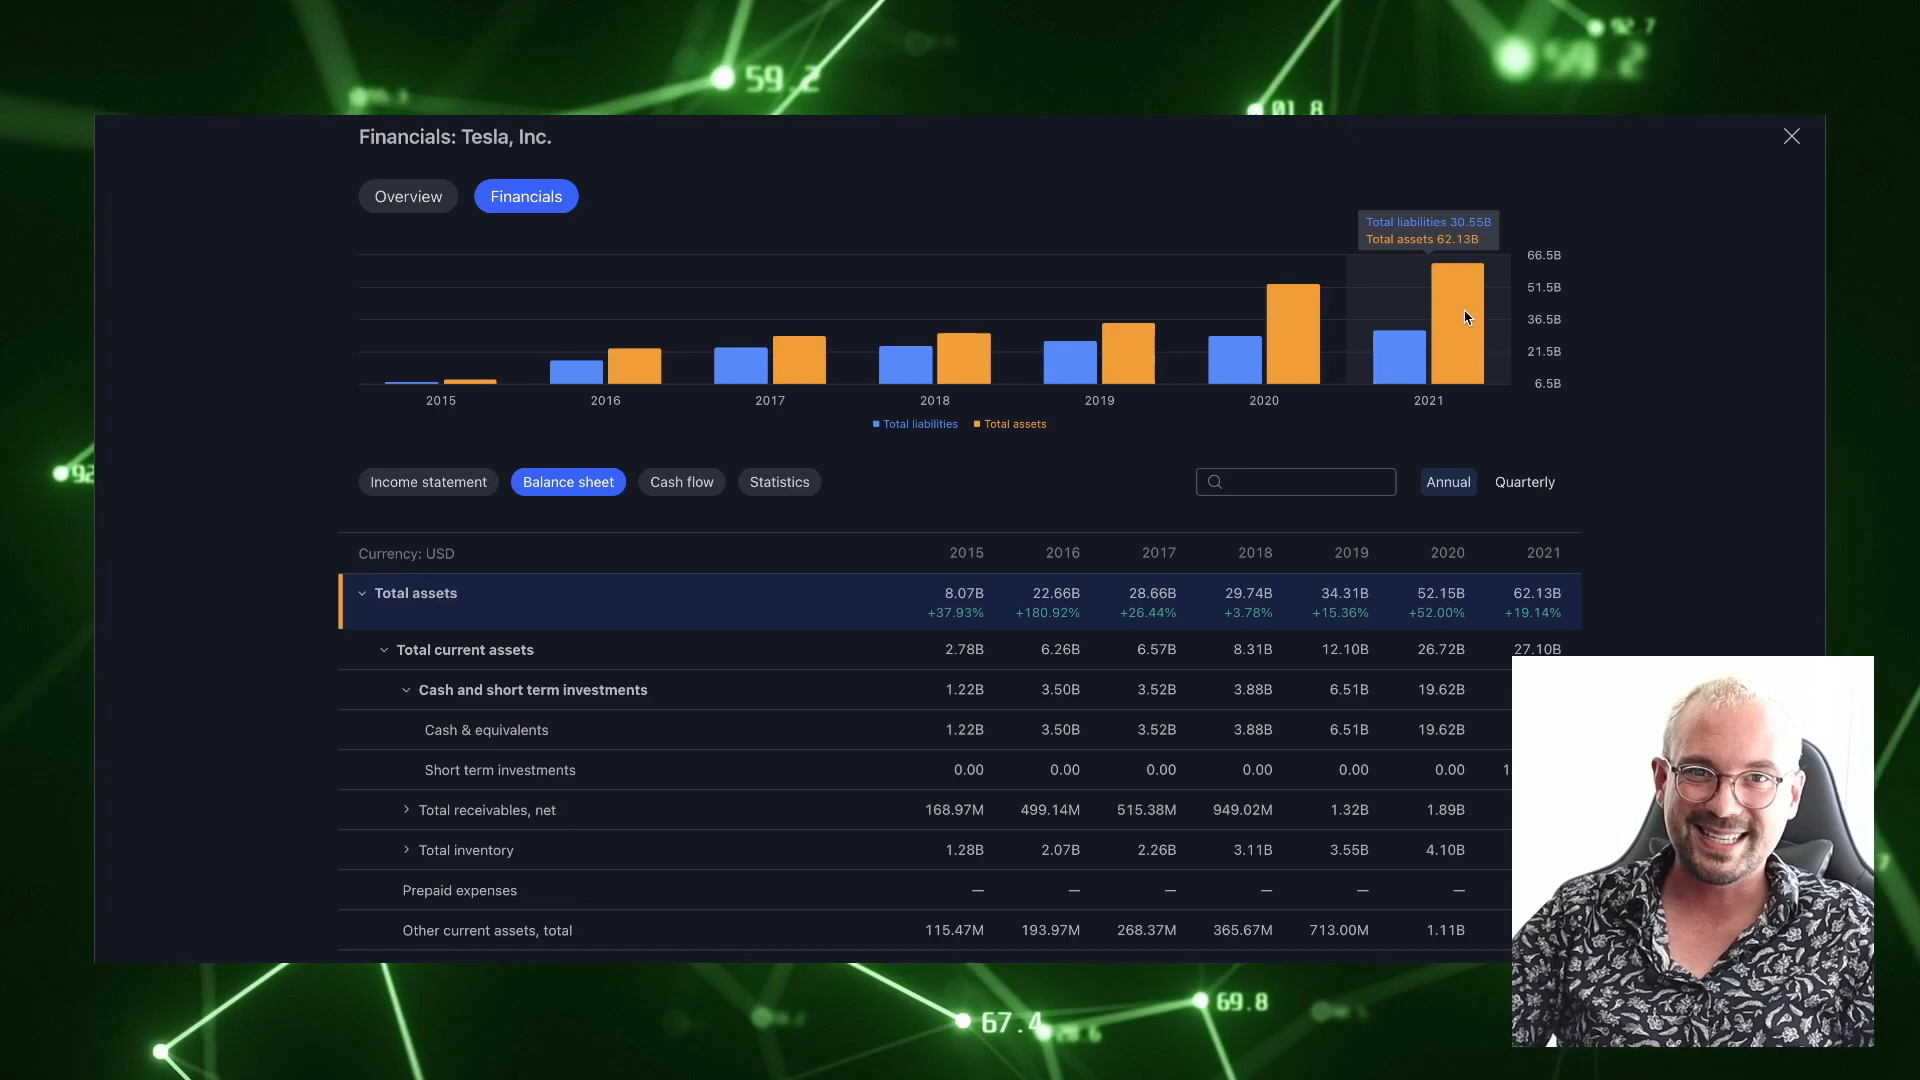 92.7
59.2
59.2
01.8
Financials: Tesla, Inc.
Overview
Financials
Total liabilities 30.55B
Total assets 62.13B
66.5B
51.5B
36.5B
21.5B
6.5B
2015 2016 2017 2018 2019 2020 2021
Total liabilities Total assets
92
Income statement Balance sheet Cash flow Statistics Annual Quarterly
Currency: USD 2015 2016 2017 2018 2019 2020 2021
Total assets 8.07B 22.66B 28.66B 29.74B 34.31B 52.15B 62.13B
+37.93% +180.92% +26.44% +3.78% +15.36% +52.00% +19.14%
Total current assets 2.78B 6.26B 6.57B 8.31B 12.10B 26.72B 27.10B
Cash and short term investments 1.22B 3.50B 3.52B 3.88B 6.51B 19.62B
Cash & equivalents 1.22B 3.50B 3.52B 3.88B 6.51B 19.62B
Short term investments 0.00 0.00 0.00 0.00 0.00 0.00 1
Total receivables, net 168.97M 499.14M 515.38M 949.02M 1.32B 1.89B
Total inventory 1.28B 2.07B 2.26B 3.11B 3.55B 4.10B
Prepaid expenses — — — — — —
Other current assets, total 115.47M 193.97M 268.37M 365.67M 713.00M 1.11B
69.8
67.4